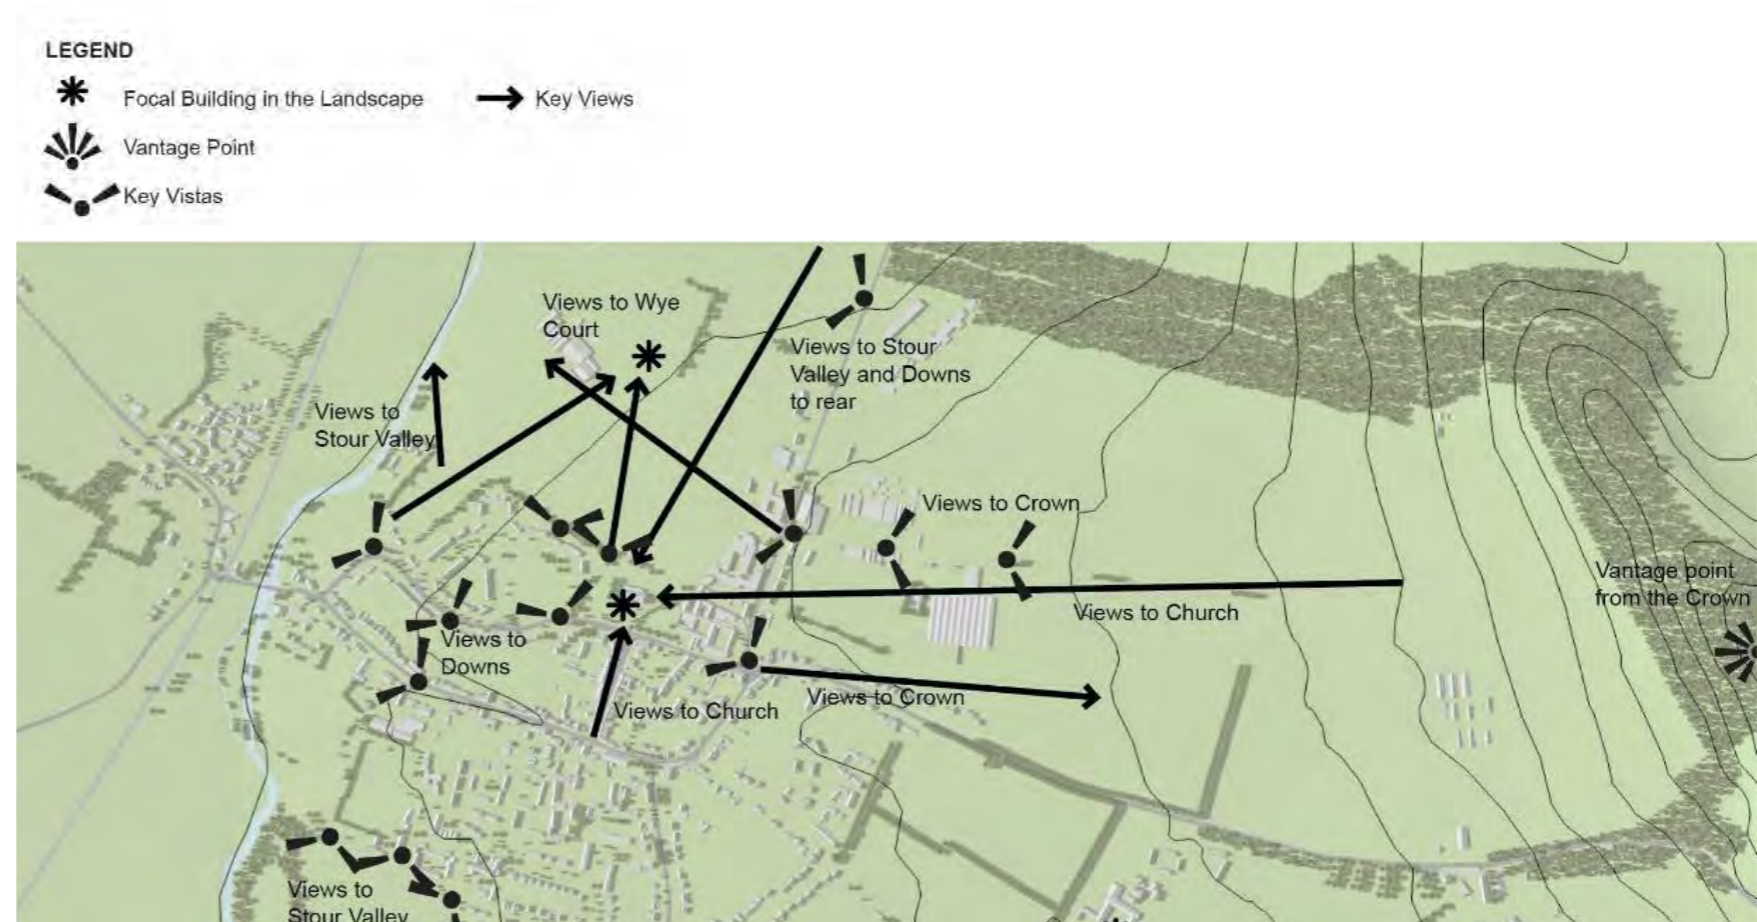 LEGEND
Focal Building in the Landscape
Key Views
Vantage Point
Key Vistas
Views to Wye
Court
Views to Stour
Valley and Downs
to rear
Views to
Stour Valley
Views to Crown
Vantage point
from the Crown
Views to Church
Views to
Downs
Views to Crown
Views to Church
Views to
Stour Valley